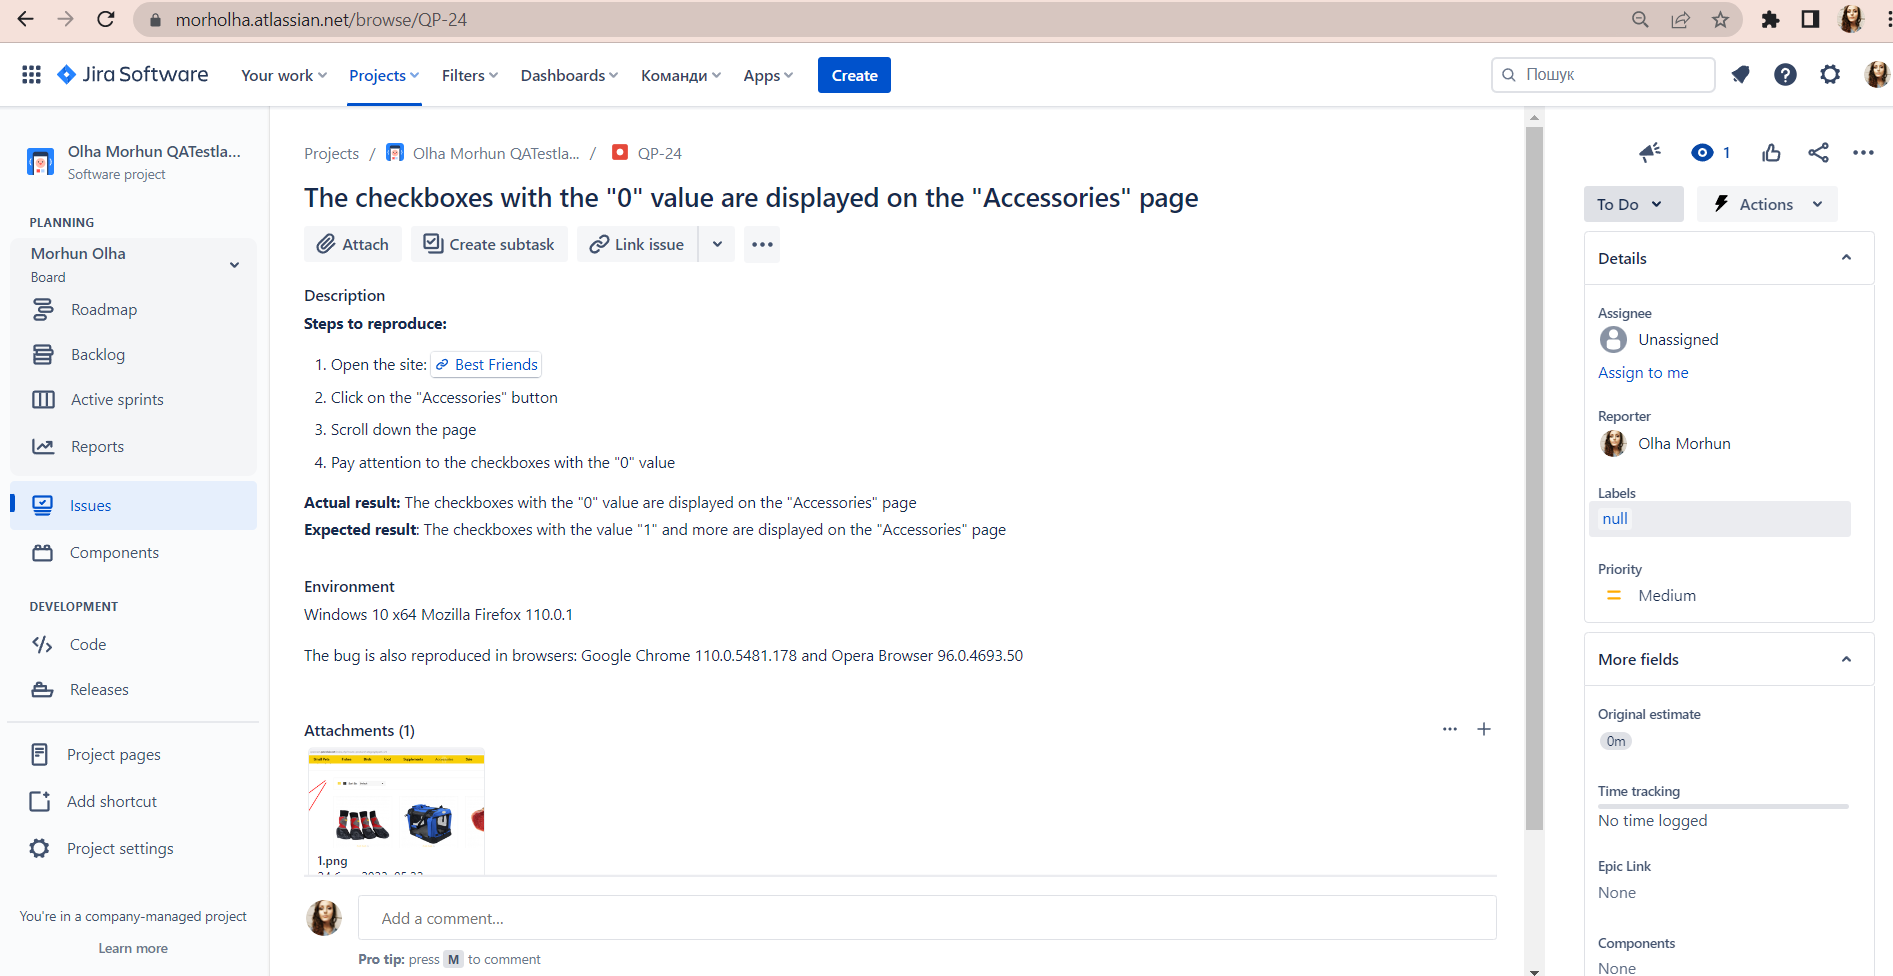 morholha.atlassian.net/browse/QP-24
Jira Software
Your work
Projects
Filters
Dashboards
Команди
Apps
Create
Пошук
Olha Morhun QATestla...
Software project
PLANNING
Morhun Olha
Board
Roadmap
Backlog
Active sprints
Reports
Issues
Components
DEVELOPMENT
Code
Releases
Project pages
Add shortcut
Project settings
You're in a company-managed project
Learn more
Projects / Olha Morhun QATestla... / QP-24
The checkboxes with the "0" value are displayed on the "Accessories" page
Attach
Create subtask
Link issue
Description
Steps to reproduce:
1. Open the site: Best Friends
2. Click on the "Accessories" button
3. Scroll down the page
4. Pay attention to the checkboxes with the "0" value
Actual result: The checkboxes with the "0" value are displayed on the "Accessories" page
Expected result: The checkboxes with the value "1" and more are displayed on the "Accessories" page
Environment
Windows 10 x64 Mozilla Firefox 110.0.1
The bug is also reproduced in browsers: Google Chrome 110.0.5481.178 and Opera Browser 96.0.4693.50
Attachments (1)
1.png
Add a comment...
Pro tip: press M to comment
1
To Do
Actions
Details
Assignee
Unassigned
Assign to me
Reporter
Olha Morhun
Labels
null
Priority
Medium
More fields
Original estimate
0m
Time tracking
No time logged
Epic Link
None
Components
None